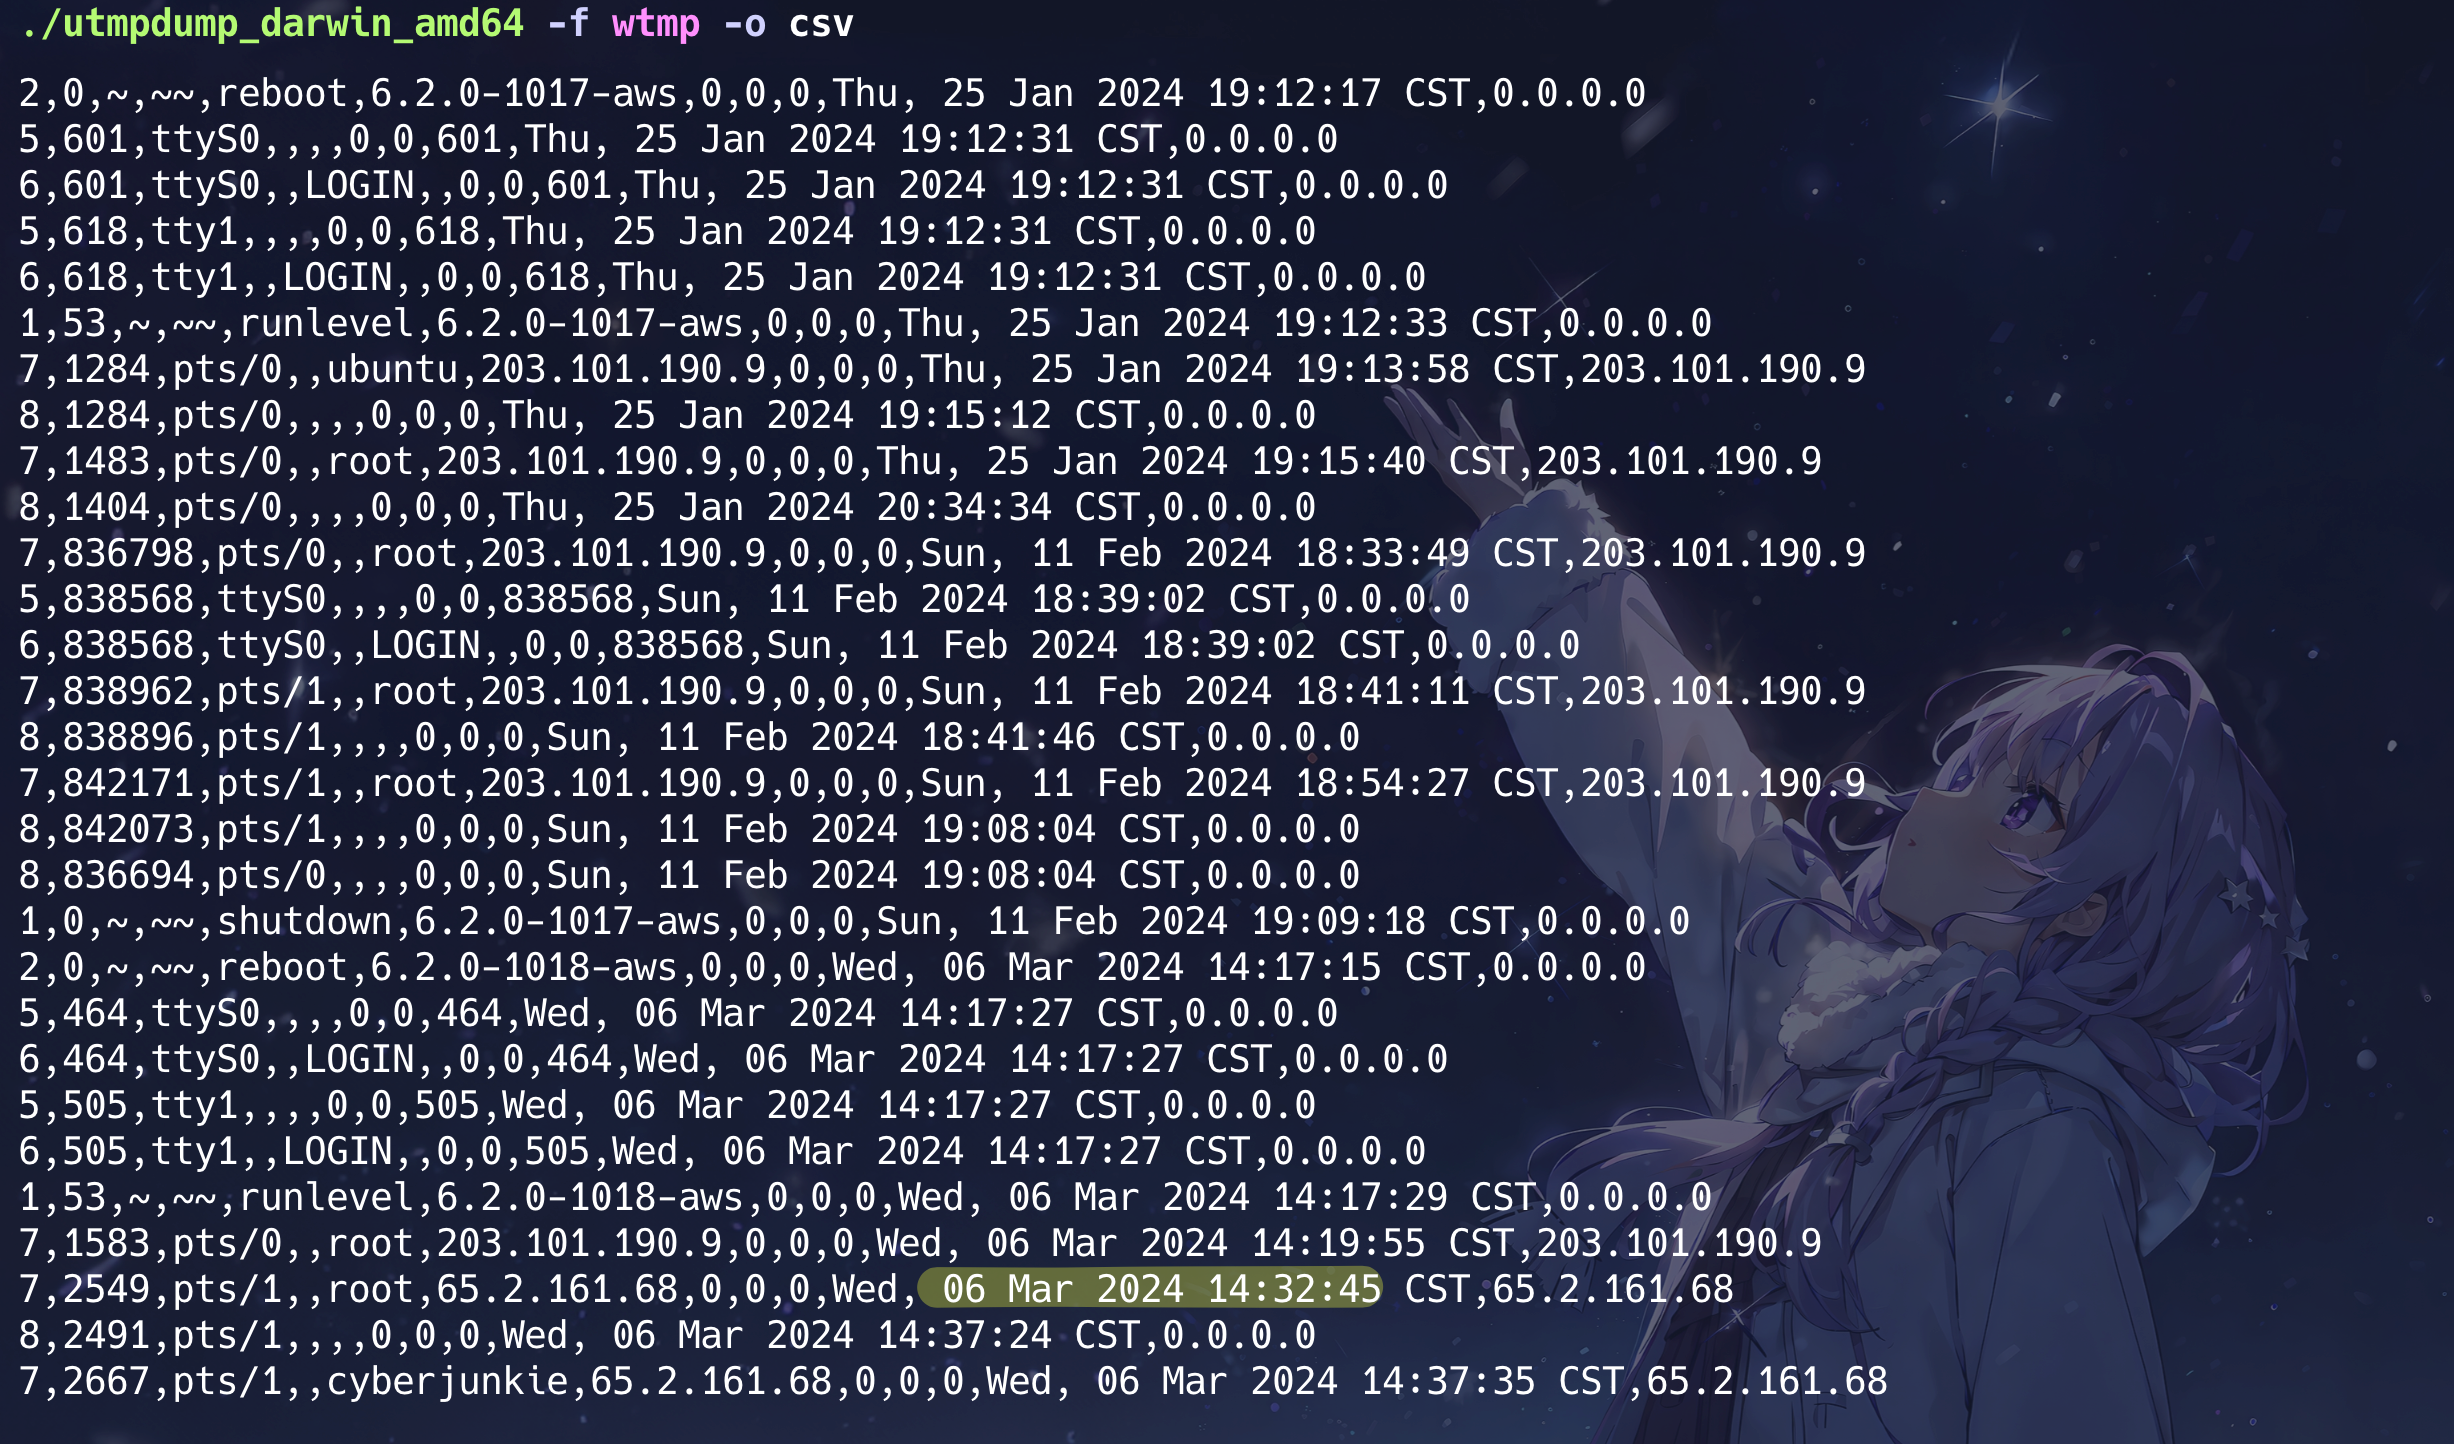 ./utmpdump_darwin_amd64 -f wtmp -o csv
2,0,~,~~,reboot,6.2.0-1017-aws,0,0,0,Thu, 25 Jan 2024 19:12:17 CST,0.0.0.0
5,601,ttyS0,,,,0,0,601,Thu, 25 Jan 2024 19:12:31 CST,0.0.0.0
6,601,ttyS0,,LOGIN,,0,0,601,Thu, 25 Jan 2024 19:12:31 CST,0.0.0.0
5,618,tty1,,,,0,0,618,Thu, 25 Jan 2024 19:12:31 CST,0.0.0.0
6,618,tty1,,LOGIN,,0,0,618,Thu, 25 Jan 2024 19:12:31 CST,0.0.0.0
1,53,~,~~,runlevel,6.2.0-1017-aws,0,0,0,Thu, 25 Jan 2024 19:12:33 CST,0.0.0.0
7,1284,pts/0,,ubuntu,203.101.190.9,0,0,0,Thu, 25 Jan 2024 19:13:58 CST,203.101.190.9
8,1284,pts/0,,,,0,0,0,Thu, 25 Jan 2024 19:15:12 CST,0.0.0.0
7,1483,pts/0,,root,203.101.190.9,0,0,0,Thu, 25 Jan 2024 19:15:40 CST,203.101.190.9
8,1404,pts/0,,,,0,0,0,Thu, 25 Jan 2024 20:34:34 CST,0.0.0.0
7,836798,pts/0,,root,203.101.190.9,0,0,0,Sun, 11 Feb 2024 18:33:49 CST,203.101.190.9
5,838568,ttyS0,,,,0,0,838568,Sun, 11 Feb 2024 18:39:02 CST,0.0.0.0
6,838568,ttyS0,,LOGIN,,0,0,838568,Sun, 11 Feb 2024 18:39:02 CST,0.0.0.0
7,838962,pts/1,,root,203.101.190.9,0,0,0,Sun, 11 Feb 2024 18:41:11 CST,203.101.190.9
8,838896,pts/1,,,,0,0,0,Sun, 11 Feb 2024 18:41:46 CST,0.0.0.0
7,842171,pts/1,,root,203.101.190.9,0,0,0,Sun, 11 Feb 2024 18:54:27 CST,203.101.190.9
8,842073,pts/1,,,,0,0,0,Sun, 11 Feb 2024 19:08:04 CST,0.0.0.0
8,836694,pts/0,,,,0,0,0,Sun, 11 Feb 2024 19:08:04 CST,0.0.0.0
1,0,~,~~,shutdown,6.2.0-1017-aws,0,0,0,Sun, 11 Feb 2024 19:09:18 CST,0.0.0.0
2,0,~,~~,reboot,6.2.0-1018-aws,0,0,0,Wed, 06 Mar 2024 14:17:15 CST,0.0.0.0
5,464,ttyS0,,,,0,0,464,Wed, 06 Mar 2024 14:17:27 CST,0.0.0.0
6,464,ttyS0,,LOGIN,,0,0,464,Wed, 06 Mar 2024 14:17:27 CST,0.0.0.0
5,505,tty1,,,,0,0,505,Wed, 06 Mar 2024 14:17:27 CST,0.0.0.0
6,505,tty1,,LOGIN,,0,0,505,Wed, 06 Mar 2024 14:17:27 CST,0.0.0.0
1,53,~,~~,runlevel,6.2.0-1018-aws,0,0,0,Wed, 06 Mar 2024 14:17:29 CST,0.0.0.0
7,1583,pts/0,,root,203.101.190.9,0,0,0,Wed, 06 Mar 2024 14:19:55 CST,203.101.190.9
7,2549,pts/1,,root,65.2.161.68,0,0,0,Wed, 06 Mar 2024 14:32:45 CST,65.2.161.68
8,2491,pts/1,,,,0,0,0,Wed, 06 Mar 2024 14:37:24 CST,0.0.0.0
7,2667,pts/1,,cyberjunkie,65.2.161.68,0,0,0,Wed, 06 Mar 2024 14:37:35 CST,65.2.161.68